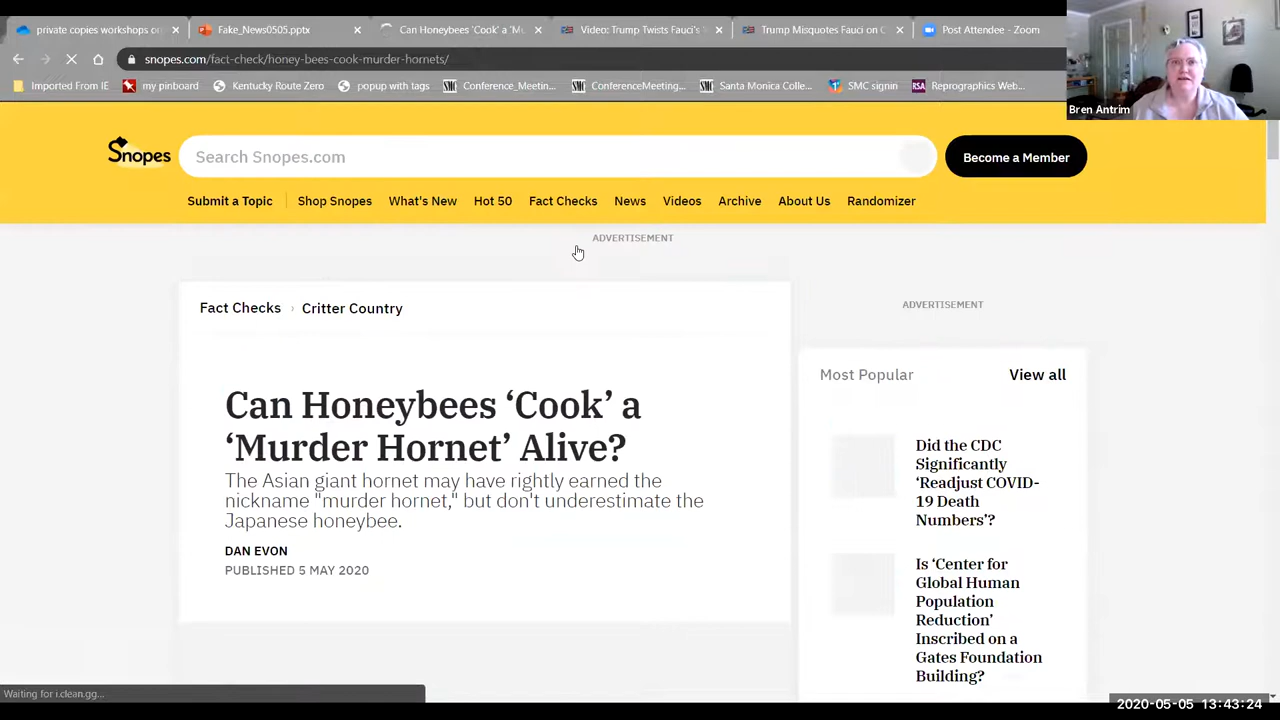 private copies workshops o
Fake_News0505.pptx
Can Honeybees 'Cook' a 'Mu
Video: Trump Twists Fauci's
Trump Misquotes Fauci on C
Post Attendee - Zoom
snopes.com/fact-check/honey-bees-cook-murder-hornets/
Imported From IE
my pinboard
Kentucky Route Zero
popup with tags
Conference_Meetin...
ConferenceMeeting...
Santa Monica Colle...
SMC signin
Reprographics Web...
Bren Antrim
Snopes
Search Snopes.com
Become a Member
Submit a Topic
Shop Snopes
What's New
Hot 50
Fact Checks
News
Videos
Archive
About Us
Randomizer
ADVERTISEMENT
Fact Checks › Critter Country
Can Honeybees ‘Cook’ a
‘Murder Hornet’ Alive?
The Asian giant hornet may have rightly earned the
nickname "murder hornet," but don't underestimate the
Japanese honeybee.
DAN EVON
PUBLISHED 5 MAY 2020
ADVERTISEMENT
Most Popular
View all
Did the CDC
Significantly
‘Readjust COVID-
19 Death
Numbers’?
Is ‘Center for
Global Human
Population
Reduction’
Inscribed on a
Gates Foundation
Building?
Waiting for i.clean.gg...
2020-05-05 13:43:24